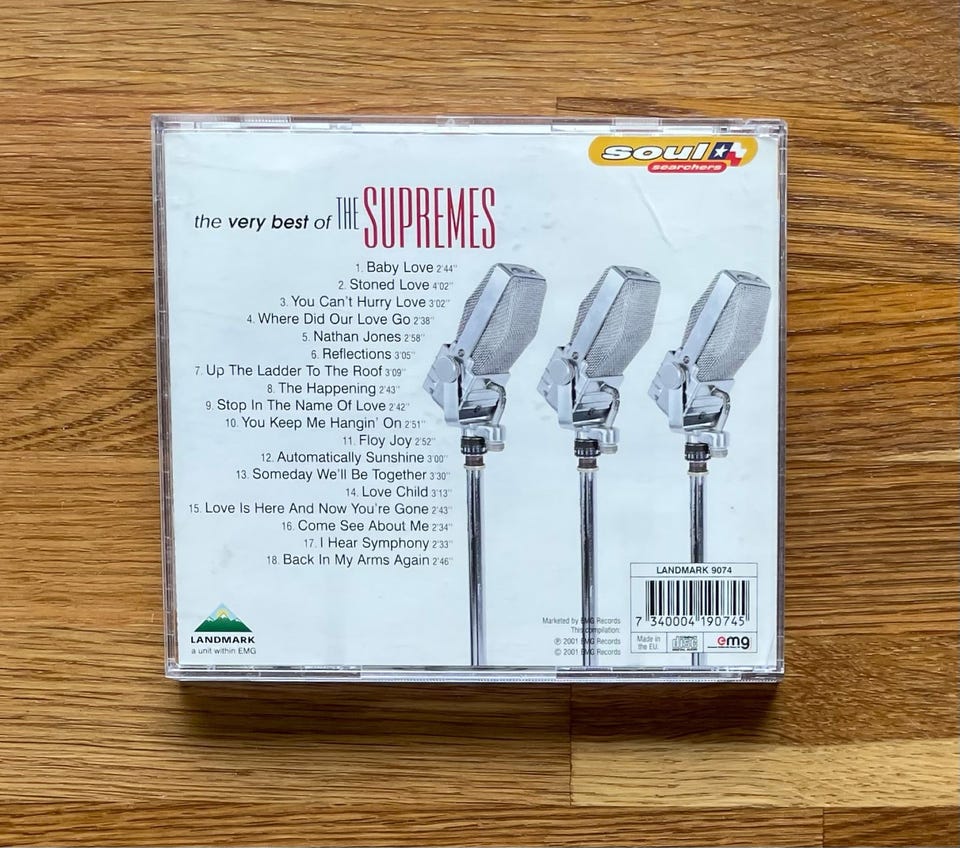 soul
searchers
the very best of THE SUPREMES
1. Baby Love 2'44"
2. Stoned Love 4'02"
3. You Can't Hurry Love 3'02"
4. Where Did Our Love Go 2'38"
5. Nathan Jones 2'58"
6. Reflections 3'05"
7. Up The Ladder To The Roof 3'09"
8. The Happening 2'43"
9. Stop In The Name Of Love 2'42"
10. You Keep Me Hangin' On 2'51"
11. Floy Joy 2'52"
12. Automatically Sunshine 3'00"
13. Someday We'll Be Together 3'30"
14. Love Child 3'13"
15. Love Is Here And Now You're Gone 2'43"
16. Come See About Me 2'34"
17. I Hear Symphony 2'33"
18. Back In My Arms Again 2'46"
LANDMARK
a unit within EMG
Marketed by EMG Records
This compilation:
℗ 2001 EMG Records
© 2001 EMG Records
LANDMARK 9074
7 340004 190745
Made in
the EU.
COMPACT
disc
DIGITAL AUDIO
emg